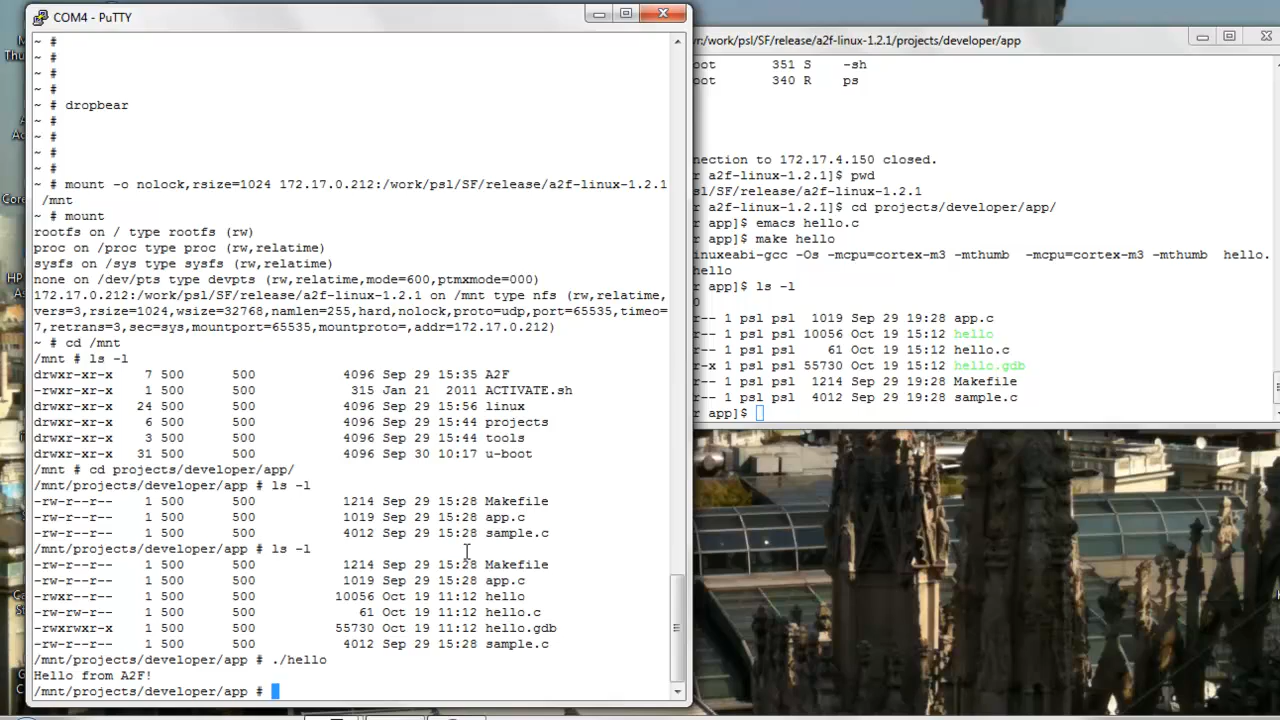 COM4 - PuTTY
~ #
~ #
~ #
~ #
~ # dropbear
~ #
~ #
~ #
~ #
~ # mount -o nolock,rsize=1024 172.17.0.212:/work/psl/SF/release/a2f-linux-1.2.1
/mnt
~ # mount
rootfs on / type rootfs (rw)
proc on /proc type proc (rw,relatime)
sysfs on /sys type sysfs (rw,relatime)
none on /dev/pts type devpts (rw,relatime,mode=600,ptmxmode=000)
172.17.0.212:/work/psl/SF/release/a2f-linux-1.2.1 on /mnt type nfs (rw,relatime,
vers=3,rsize=1024,wsize=32768,namlen=255,hard,nolock,proto=udp,port=65535,timeo=
7,retrans=3,sec=sys,mountport=65535,mountproto=,addr=172.17.0.212)
~ # cd /mnt
/mnt # ls -l
drwxr-xr-x 7 500 500 4096 Sep 29 15:35 A2F
-rwxr-xr-x 1 500 500 315 Jan 21 2011 ACTIVATE.sh
drwxr-xr-x 24 500 500 4096 Sep 29 15:56 linux
drwxr-xr-x 6 500 500 4096 Sep 29 15:44 projects
drwxr-xr-x 3 500 500 4096 Sep 29 15:44 tools
drwxr-xr-x 31 500 500 4096 Sep 30 10:17 u-boot
/mnt # cd projects/developer/app/
/mnt/projects/developer/app # ls -l
-rw-r--r-- 1 500 500 1214 Sep 29 15:28 Makefile
-rw-r--r-- 1 500 500 1019 Sep 29 15:28 app.c
-rw-r--r-- 1 500 500 4012 Sep 29 15:28 sample.c
/mnt/projects/developer/app # ls -l
-rw-r--r-- 1 500 500 1214 Sep 29 15:28 Makefile
-rw-r--r-- 1 500 500 1019 Sep 29 15:28 app.c
-rwxr--r-- 1 500 500 10056 Oct 19 11:12 hello
-rw-rw-r-- 1 500 500 61 Oct 19 11:12 hello.c
-rwxrwxr-x 1 500 500 55730 Oct 19 11:12 hello.gdb
-rw-r--r-- 1 500 500 4012 Sep 29 15:28 sample.c
/mnt/projects/developer/app # ./hello
Hello from A2F!
/mnt/projects/developer/app #
vr:/work/psl/SF/release/a2f-linux-1.2.1/projects/developer/app
oot 351 S -sh
oot 340 R ps
nection to 172.17.4.150 closed.
r a2f-linux-1.2.1]$ pwd
sl/SF/release/a2f-linux-1.2.1
r a2f-linux-1.2.1]$ cd projects/developer/app/
r app]$ emacs hello.c
r app]$ make hello
inuxeabi-gcc -Os -mcpu=cortex-m3 -mthumb -mcpu=cortex-m3 -mthumb hello.
hello
r app]$ ls -l
0
r-- 1 psl psl 1019 Sep 29 19:28 app.c
r-- 1 psl psl 10056 Oct 19 15:12 hello
r-- 1 psl psl 61 Oct 19 15:12 hello.c
r-x 1 psl psl 55730 Oct 19 15:12 hello.gdb
r-- 1 psl psl 1214 Sep 29 19:28 Makefile
r-- 1 psl psl 4012 Sep 29 19:28 sample.c
r app]$